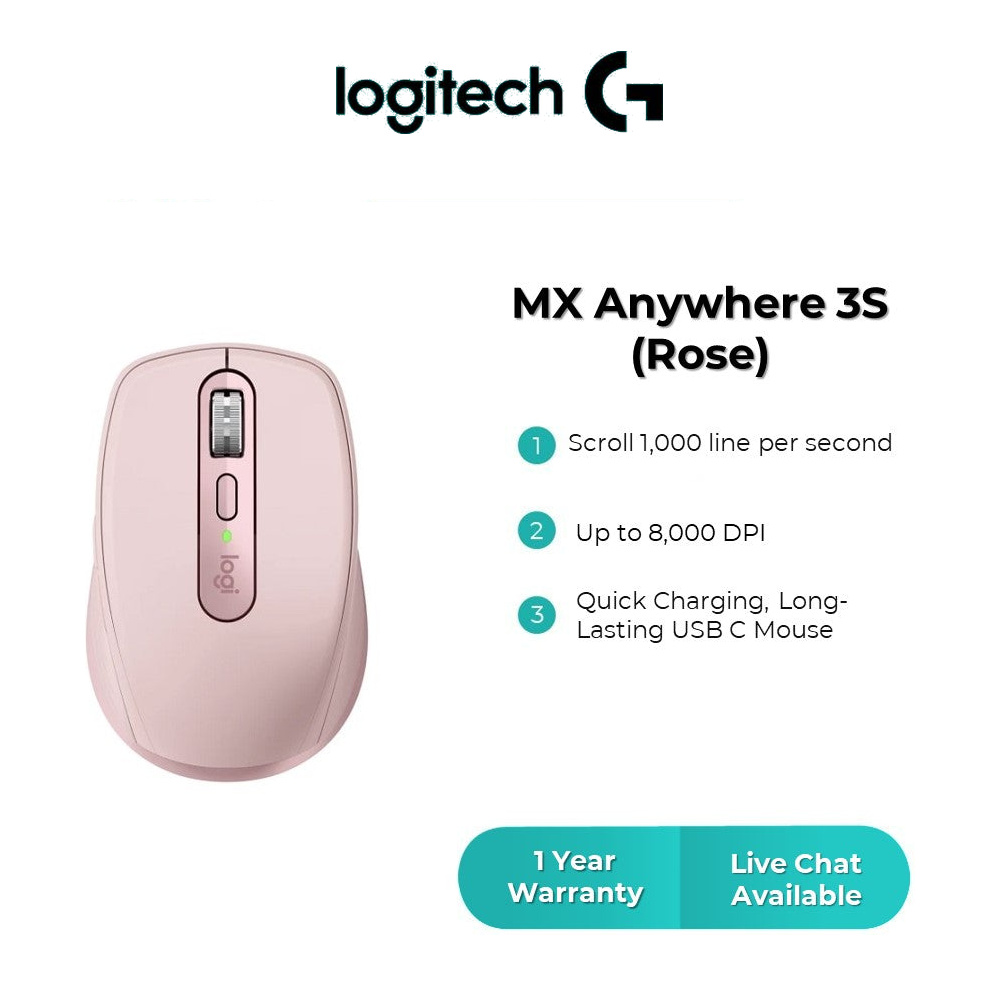 logitech G
MX Anywhere 3S
(Rose)
1 Scroll 1,000 line per second
2 Up to 8,000 DPI
3 Quick Charging, Long-
Lasting USB C Mouse
logi
1 Year
Warranty
Live Chat
Available